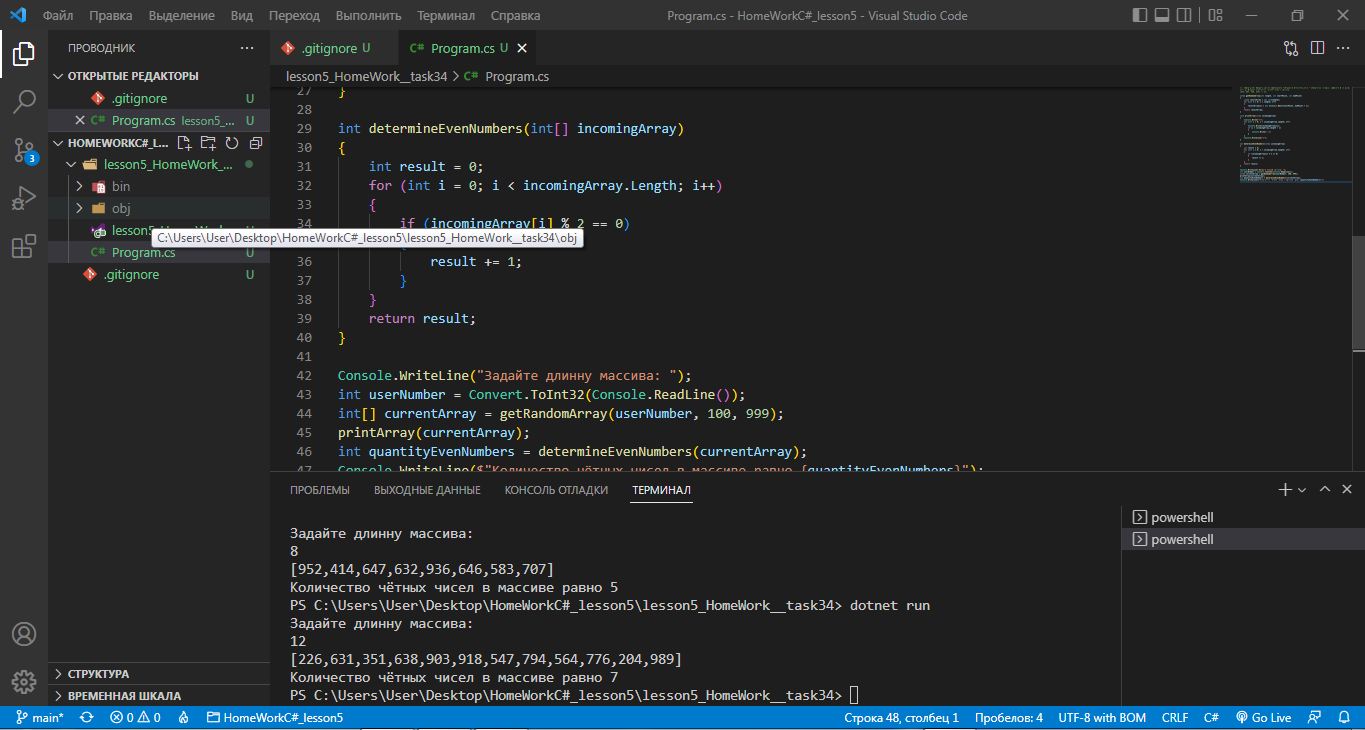 Файл Правка Выделение Вид Переход Выполнить Терминал Справка Program.cs - HomeWorkC#_lesson5 - Visual Studio Code
ПРОВОДНИК ...
ОТКРЫТЫЕ РЕДАКТОРЫ
.gitignore U
Program.cs lesson5_... U
HOMEWORKC#_L...
lesson5_HomeWork_...
bin
obj
lesson5_HomeWork
C:\Users\User\Desktop\HomeWorkC#_lesson5\lesson5_HomeWork__task34\obj
Program.cs U
.gitignore U
3
СТРУКТУРА
ВРЕМЕННАЯ ШКАЛА
.gitignore U C# Program.cs U
lesson5_HomeWork__task34 > C# Program.cs
27 }
28
29 int determineEvenNumbers(int[] incomingArray)
30 {
31 int result = 0;
32 for (int i = 0; i < incomingArray.Length; i++)
33 {
34 if (incomingArray[i] % 2 == 0)
36 result += 1;
37 }
38 }
39 return result;
40 }
41
42 Console.WriteLine("Задайте длинну массива: ");
43 int userNumber = Convert.ToInt32(Console.ReadLine());
44 int[] currentArray = getRandomArray(userNumber, 100, 999);
45 printArray(currentArray);
46 int quantityEvenNumbers = determineEvenNumbers(currentArray);
47 Console.WriteLine($"Количество чётных чисел в массиве равно {quantityEvenNumbers}");
ПРОБЛЕМЫ ВЫХОДНЫЕ ДАННЫЕ КОНСОЛЬ ОТЛАДКИ ТЕРМИНАЛ
Задайте длинну массива:
8
[952,414,647,632,936,646,583,707]
Количество чётных чисел в массиве равно 5
PS C:\Users\User\Desktop\HomeWorkC#_lesson5\lesson5_HomeWork__task34> dotnet run
Задайте длинну массива:
12
[226,631,351,638,903,918,547,794,564,776,204,989]
Количество чётных чисел в массиве равно 7
PS C:\Users\User\Desktop\HomeWorkC#_lesson5\lesson5_HomeWork__task34>
powershell
powershell
main* 0 0 HomeWorkC#_lesson5 Строка 48, столбец 1 Пробелов: 4 UTF-8 with BOM CRLF C# Go Live